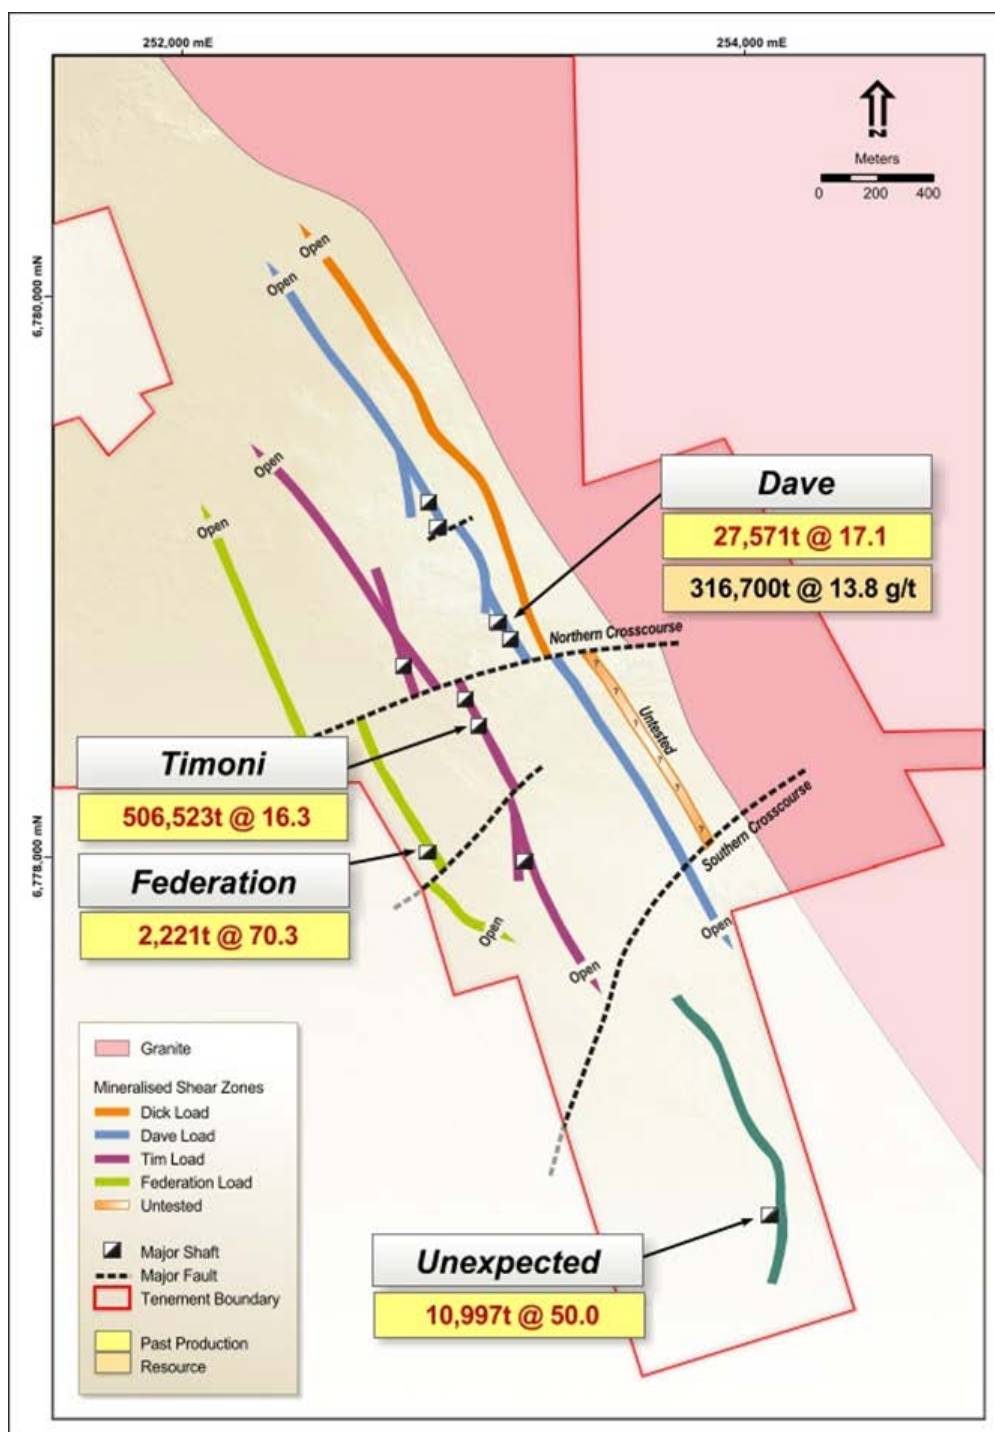 252,000 mE
254,000 mE
N
Meters
0 200 400
6,780,000 mN
6,778,000 mN
Open
Open
Open
Open
Dave
27,571t @ 17.1
316,700t @ 13.8 g/t
Northern Crosscourse
Untested
Timoni
506,523t @ 16.3
Southern Crosscourse
Federation
2,221t @ 70.3
Open
Open
Open
Granite
Mineralised Shear Zones
Dick Load
Dave Load
Tim Load
Federation Load
Untested
Major Shaft
Major Fault
Tenement Boundary
Past Production
Resource
Unexpected
10,997t @ 50.0